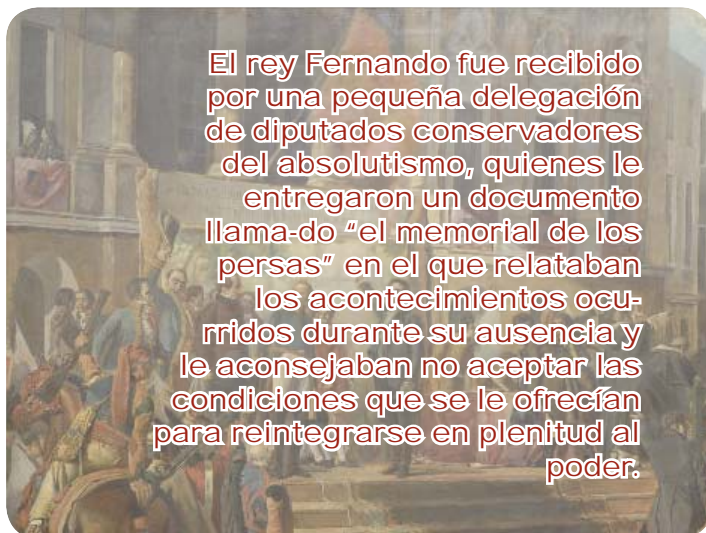 El rey Fernando fue recibido
por una pequeña delegación
de diputados conservadores
del absolutismo, quienes le
entregaron un documento
llama-do “el memorial de los
persas” en el que relataban
los acontecimientos ocu-
rridos durante su ausencia y
le aconsejaban no aceptar las
condiciones que se le ofrecían
para reintegrarse en plenitud al
poder.